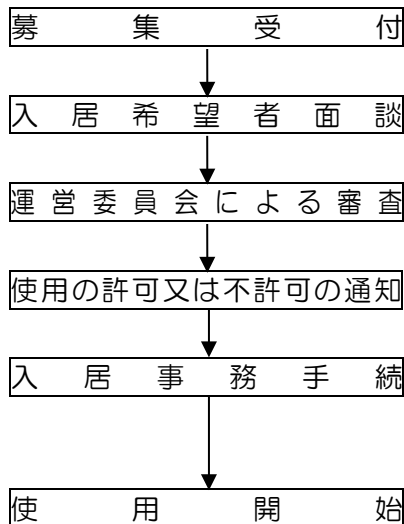 募集受付
入居希望者面談
運営委員会による審査
使用の許可又は不許可の通知
入居事務手続
使用開始